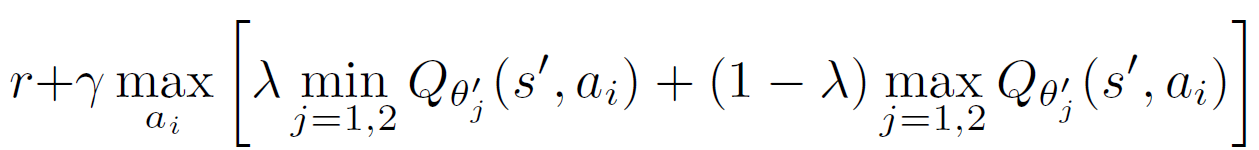 r+γ max_{a_i} [λ min_{j=1,2} Q_{θ′_j}(s′, a_i) + (1 − λ) max_{j=1,2} Q_{θ′_j}(s′, a_i)]